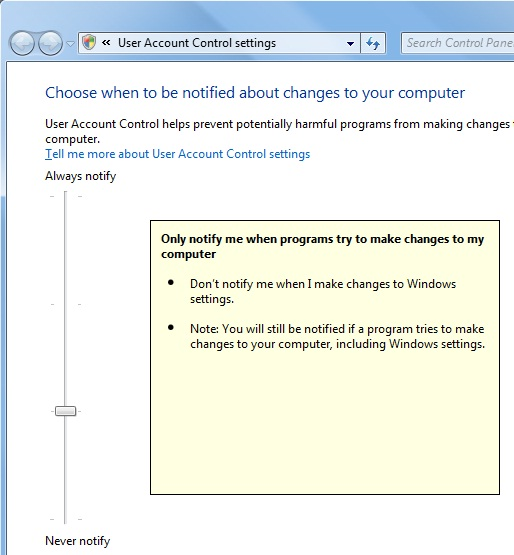 « User Account Control settings
Search Control Pane
Choose when to be notified about changes to your computer
User Account Control helps prevent potentially harmful programs from making changes
computer.
Tell me more about User Account Control settings
Always notify
Only notify me when programs try to make changes to my
computer
• Don't notify me when I make changes to Windows
settings.
• Note: You will still be notified if a program tries to make
changes to your computer, including Windows settings.
Never notify